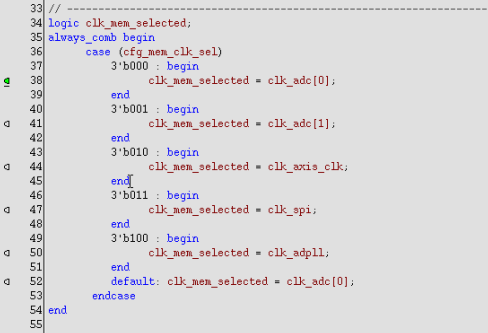 33 // ------------------------------------------------------------
34 logic clk_mem_selected;
35 always_comb begin
36 case (cfg_mem_clk_sel)
37 3'b000 : begin
38 clk_mem_selected = clk_adc[0];
39 end
40 3'b001 : begin
41 clk_mem_selected = clk_adc[1];
42 end
43 3'b010 : begin
44 clk_mem_selected = clk_axis_clk;
45 end
46 3'b011 : begin
47 clk_mem_selected = clk_spi;
48 end
49 3'b100 : begin
50 clk_mem_selected = clk_adpll;
51 end
52 default: clk_mem_selected = clk_adc[0];
53 endcase
54 end
55